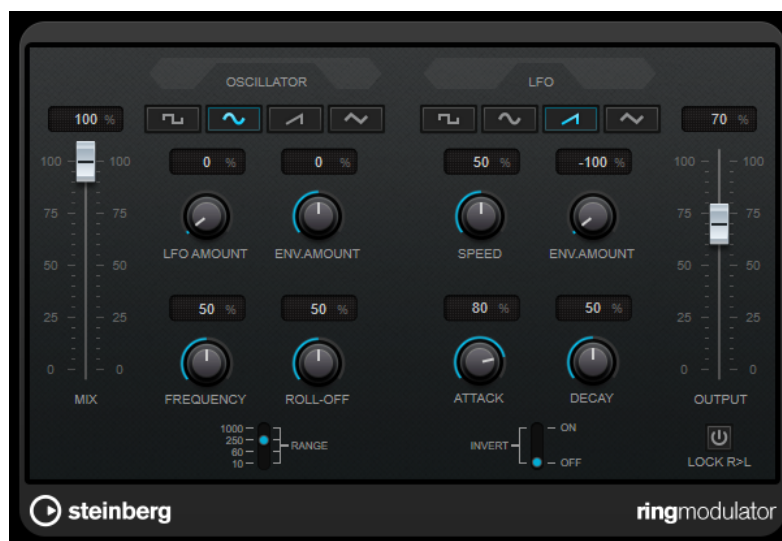 OSCILLATOR
LFO
100 %
70 %
0 %
0 %
50 %
-100 %
100 100
75 75
50 50
25 25
0 0
100 100
75 75
50 50
25 25
0 0
LFO AMOUNT
ENV.AMOUNT
SPEED
ENV.AMOUNT
50 %
50 %
80 %
50 %
MIX
FREQUENCY
ROLL-OFF
ATTACK
DECAY
OUTPUT
1000
250
60
10
RANGE
INVERT
ON
OFF
LOCK R>L
steinberg
ringmodulator